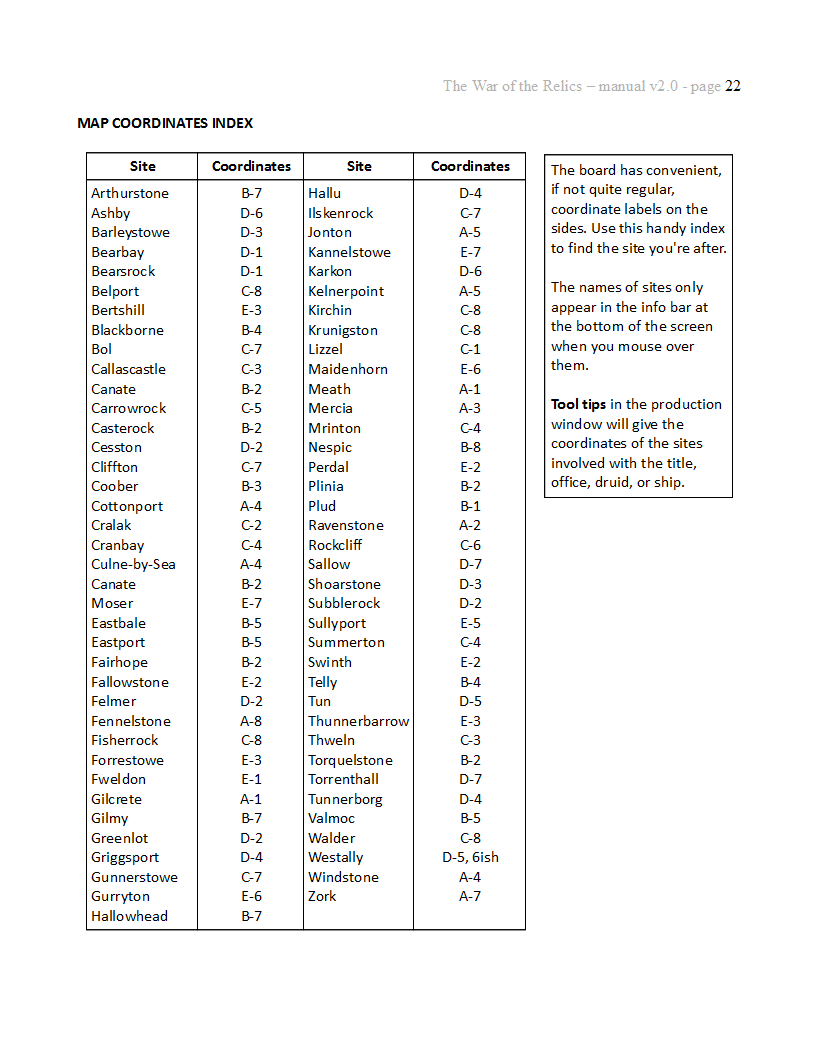 The War of the Relics – manual v2.0 - page 22
MAP COORDINATES INDEX
Site Coordinates Site Coordinates
Arthurstone B-7 Hallu D-4
Ashby D-6 Ilskenrock C-7
Barleystowe D-3 Jonton A-5
Bearbay D-1 Kannelstowe E-7
Bearsrock D-1 Karkon D-6
Belport C-8 Kelnerpoint A-5
Bertshill E-3 Kirchin C-8
Blackborne B-4 Krunigston C-8
Bol C-7 Lizzel C-1
Callascastle C-3 Maidenhorn E-6
Canate B-2 Meath A-1
Carrowrock C-5 Mercia A-3
Casterock B-2 Mrinton C-4
Cesston D-2 Nespic B-8
Cliffton C-7 Perdal E-2
Coober B-3 Plinia B-2
Cottonport A-4 Plud B-1
Cralak C-2 Ravenstone A-2
Cranbay C-4 Rockcliff C-6
Culne-by-Sea A-4 Sallow D-7
Canate B-2 Shoarstone D-3
Moser E-7 Subblerock D-2
Eastbale B-5 Sullyport E-5
Eastport B-5 Summerton C-4
Fairhope B-2 Swinth E-2
Fallowstone E-2 Telly B-4
Felmer D-2 Tun D-5
Fennelstone A-8 Thunnerbarrow E-3
Fisherrock C-8 Thweln C-3
Forrestowe E-3 Torquelstone B-2
Fweldon E-1 Torrenthall D-7
Gilcrete A-1 Tunnerborg D-4
Gilmy B-7 Valmoc B-5
Greenlot D-2 Walder C-8
Griggsport D-4 Westally D-5, 6ish
Gunnerstowe C-7 Windstone A-4
Gurryton E-6 Zork A-7
Hallowhead B-7
The board has convenient,
if not quite regular,
coordinate labels on the
sides. Use this handy index
to find the site you're after.
The names of sites only
appear in the info bar at
the bottom of the screen
when you mouse over
them.
Tool tips in the production
window will give the
coordinates of the sites
involved with the title,
office, druid, or ship.